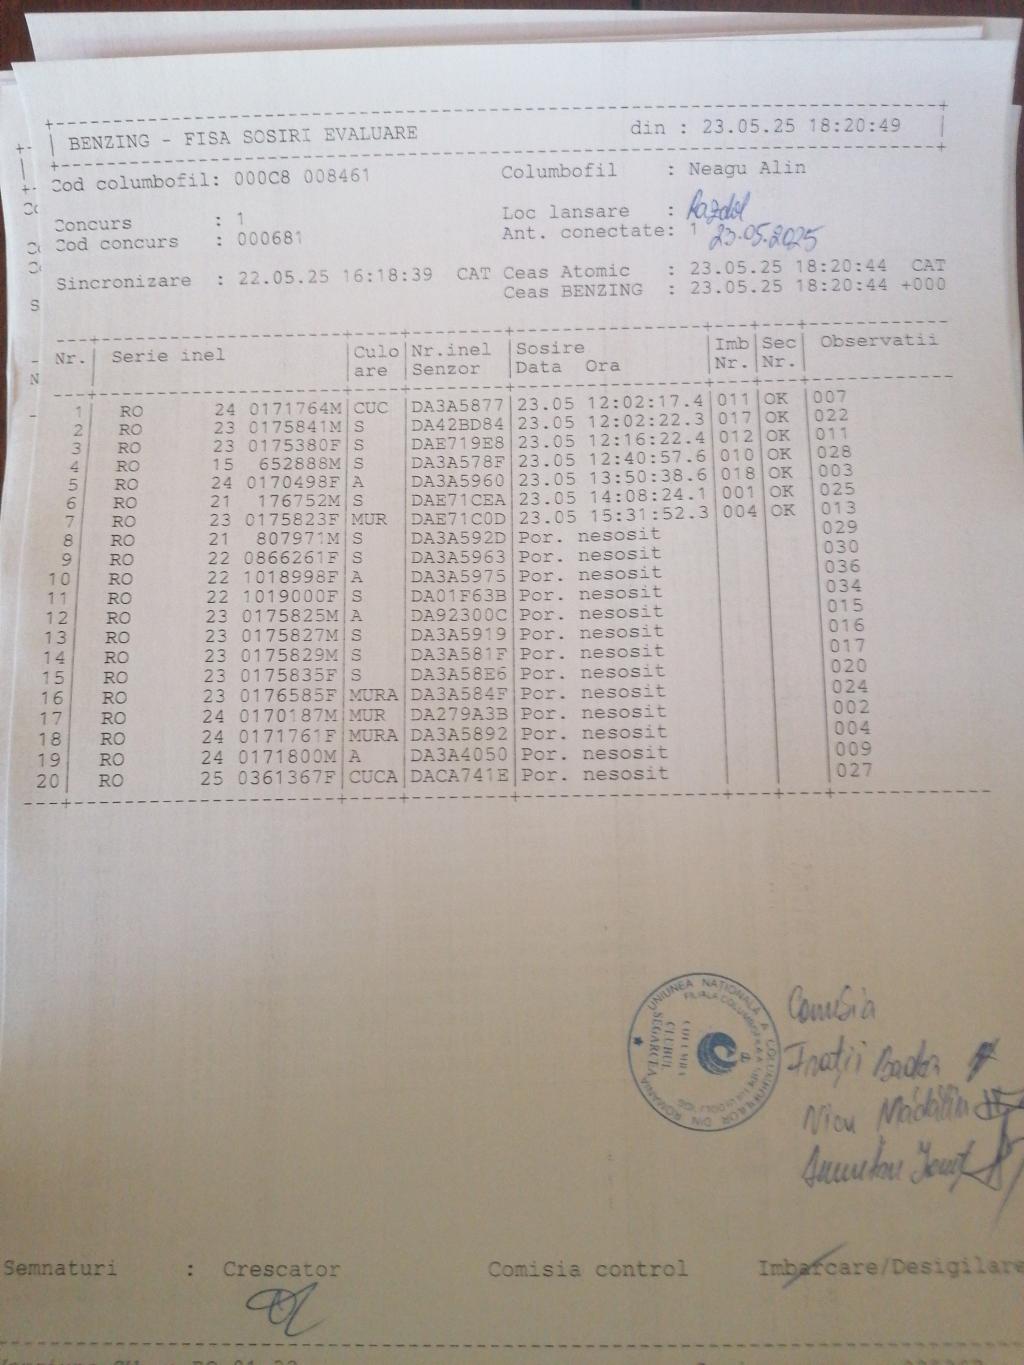 BENZING - FISA SOSIRI EVALUARE din : 23.05.25 18:20:49
Cod columbofil: 000C8 008461 Columbofil : Neagu Alin
Concurs : 1 Loc lansare : Razdol
Cod concurs : 000681 Ant. conectate: 1 23.05.2025
Sincronizare : 22.05.25 16:18:39 CAT Ceas Atomic : 23.05.25 18:20:44 CAT
Ceas BENZING : 23.05.25 18:20:44 +000
Nr. Serie inel Culo Nr.inel Sosire Imb Sec Observatii
are Senzor Data Ora Nr. Nr.
1 RO 24 0171764M CUC DA3A5877 23.05 12:02:17.4 011 OK 007
2 RO 23 0175841M S DA42BD84 23.05 12:02:22.3 017 OK 022
3 RO 23 0175380F S DAE719E8 23.05 12:16:22.4 012 OK 011
4 RO 15 652888M S DA3A578F 23.05 12:40:57.6 010 OK 028
5 RO 24 0170498F A DA3A5960 23.05 13:50:38.6 018 OK 003
6 RO 21 176752M S DAE71CEA 23.05 14:08:24.1 001 OK 025
7 RO 23 0175823F MUR DAE71C0D 23.05 15:31:52.3 004 OK 013
8 RO 21 807971M S DA3A592D Por. nesosit 029
9 RO 22 0866261F S DA3A5963 Por. nesosit 030
10 RO 22 1018998F A DA3A5975 Por. nesosit 036
11 RO 22 1019000F S DA01F63B Por. nesosit 034
12 RO 23 0175825M A DA92300C Por. nesosit 015
13 RO 23 0175827M S DA3A5919 Por. nesosit 016
14 RO 23 0175829M S DA3A581F Por. nesosit 017
15 RO 23 0175835F S DA3A58E6 Por. nesosit 020
16 RO 23 0176585F MURA DA3A584F Por. nesosit 024
17 RO 24 0170187M MUR DA279A3B Por. nesosit 002
18 RO 24 0171761F MURA DA3A5892 Por. nesosit 004
19 RO 24 0171800M A DA3A4050 Por. nesosit 009
20 RO 25 0361367F CUCA DACA741E Por. nesosit 027
UNIUNEA NATIONALA A COLUMBOFILILOR DIN ROMANIA
FILIALA COLUMBOFILA
COLUMBA
CLUBUL
SEGARCEA
Comisia
Frații
Nicu Mădălin
Semnaturi : Crescator Comisia control Imbarcare/Desigilare